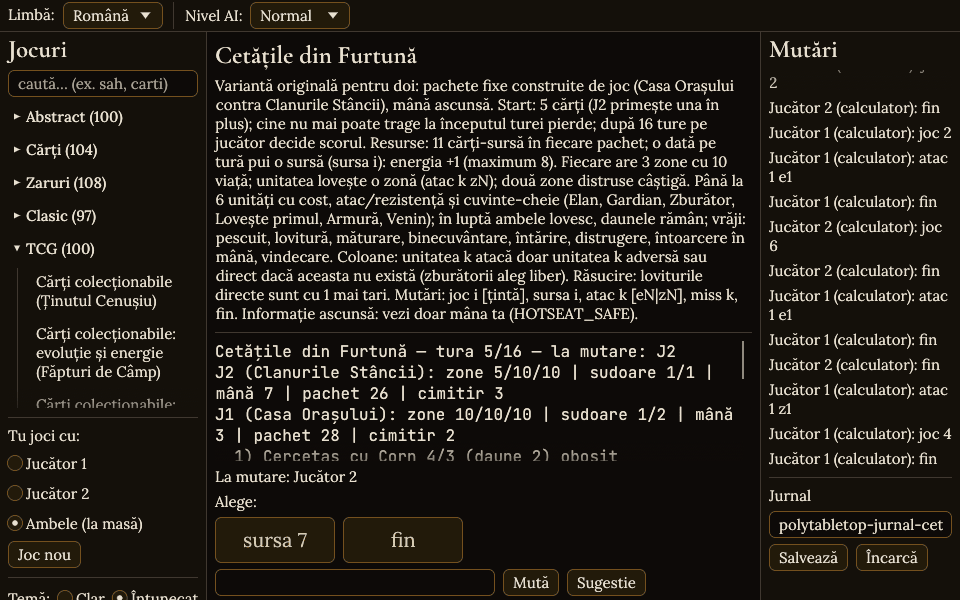 Limbă: Română ▼ Nivel AI: Normal ▼
Jocuri
caută... (ex. sah, carti)
▸ Abstract (100)
▸ Cărți (104)
▸ Zaruri (108)
▸ Clasic (97)
▾ TCG (100)
Cărți colecționabile
(Ținutul Cenușiu)
Cărți colecționabile:
evoluție și energie
(Făpturi de Câmp)
Cărți colecționabile:
Tu joci cu:
Jucător 1
Jucător 2
Ambele (la masă)
Joc nou
Temă: Clar Întunecat
Cetățile din Furtună
Variantă originală pentru doi: pachete fixe construite de joc (Casa Orașului
contra Clanurile Stâncii), mână ascunsă. Start: 5 cărți (J2 primește una în
plus); cine nu mai poate trage la începutul turei pierde; după 16 ture pe
jucător decide scorul. Resurse: 11 cărți-sursă în fiecare pachet; o dată pe
tură pui o sursă (sursa i): energia +1 (maximum 8). Fiecare are 3 zone cu 10
viață; unitatea lovește o zonă (atac k zN); două zone distruse câștigă. Până la
6 unități cu cost, atac/rezistență și cuvinte-cheie (Elan, Gardian, Zburător,
Lovește primul, Armură, Venin); în luptă ambele lovesc, daunele rămân; vrăji:
pescuit, lovitură, măturare, binecuvântare, întărire, distrugere, întoarcere în
mână, vindecare. Coloane: unitatea k atacă doar unitatea k adversă sau
direct dacă aceasta nu există (zburătorii aleg liber). Răsucire: loviturile
directe sunt cu 1 mai tari. Mutări: joc i [țintă], sursa i, atac k [eN|zN], miss k,
fin. Informație ascunsă: vezi doar mâna ta (HOTSEAT_SAFE).
Cetățile din Furtună — tura 5/16 — la mutare: J2
J2 (Clanurile Stâncii): zone 5/10/10 | sudoare 1/1 |
mână 7 | pachet 26 | cimitir 3
J1 (Casa Orașului): zone 10/10/10 | sudoare 1/2 | mână
3 | pachet 28 | cimitir 2
1) Cercetaș cu Corn 4/3 (daune 2) obosit
La mutare: Jucător 2
Alege:
sursa 7 fin
Mută Sugestie
Mutări
2
Jucător 2 (calculator): fin
Jucător 1 (calculator): joc 2
Jucător 1 (calculator): atac
1 e1
Jucător 1 (calculator): fin
Jucător 2 (calculator): joc
6
Jucător 2 (calculator): fin
Jucător 1 (calculator): atac
1 e1
Jucător 1 (calculator): fin
Jucător 2 (calculator): fin
Jucător 1 (calculator): atac
1 z1
Jucător 1 (calculator): joc 4
Jucător 1 (calculator): fin
Jurnal
polytabletop-jurnal-cet
Salvează Încarcă